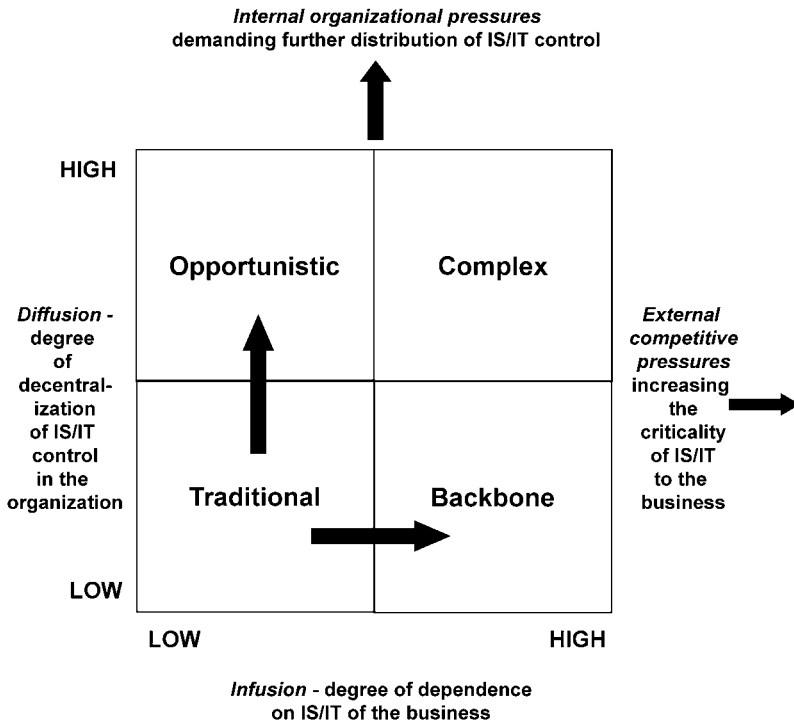 Internal organizational pressures
demanding further distribution of IS/IT control
HIGH
Opportunistic
Complex
Diffusion -
degree
of
decentral-
ization
of IS/IT
control
in the
organization
External
competitive
pressures
increasing
the
criticality
of IS/IT
to the
business
Traditional
Backbone
LOW
LOW
HIGH
Infusion - degree of dependence
on IS/IT of the business